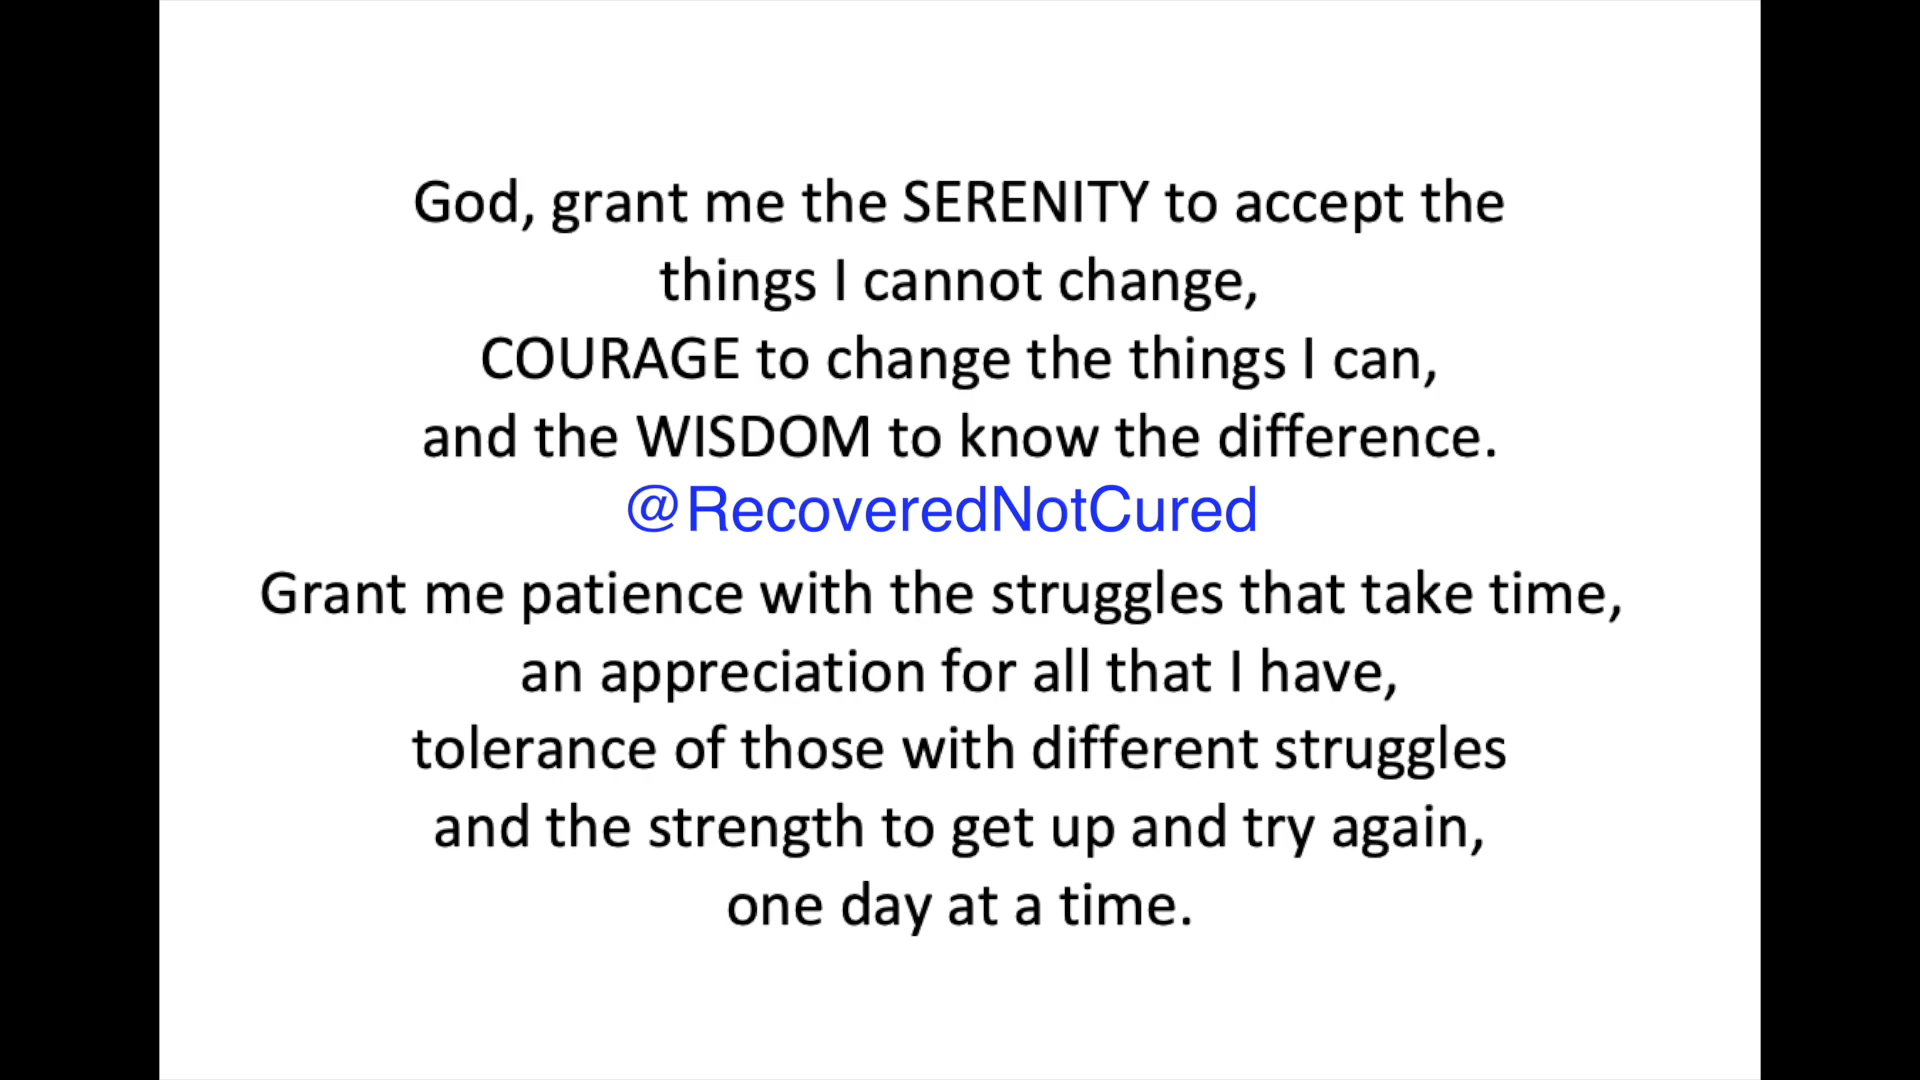 God, grant me the SERENITY to accept the
things I cannot change,
COURAGE to change the things I can,
and the WISDOM to know the difference.
@RecoveredNotCured
Grant me patience with the struggles that take time,
an appreciation for all that I have,
tolerance of those with different struggles
and the strength to get up and try again,
one day at a time.